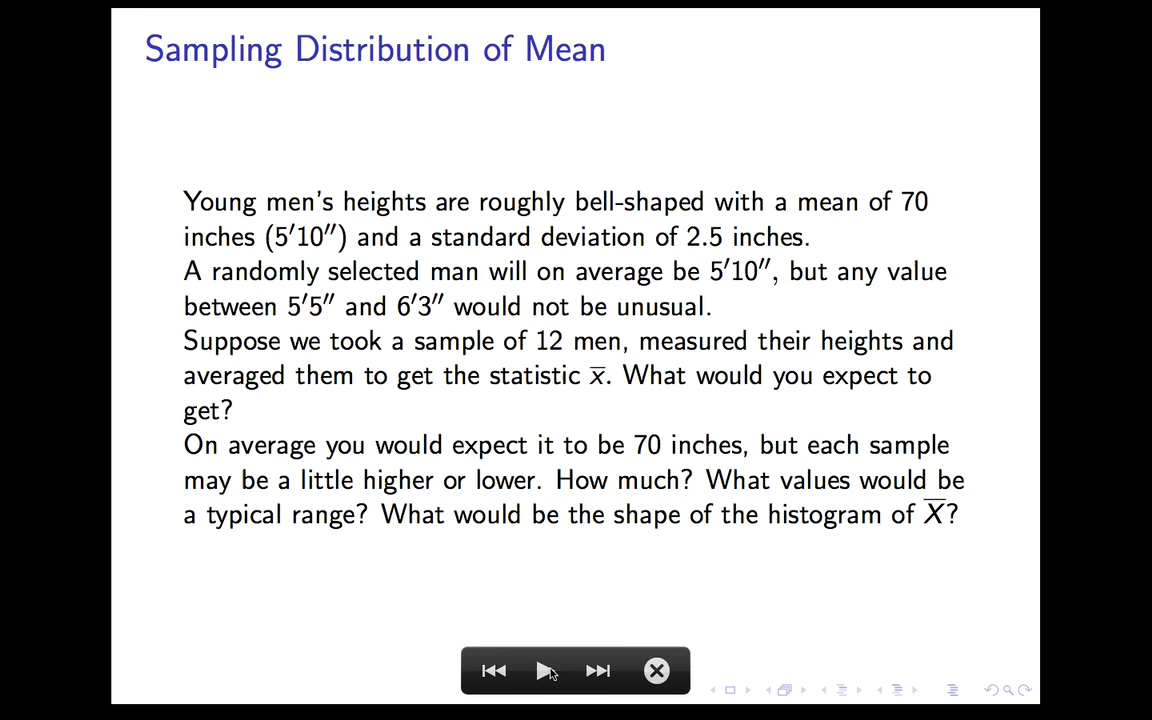 Sampling Distribution of Mean
Young men's heights are roughly bell-shaped with a mean of 70
inches (5′10′′) and a standard deviation of 2.5 inches.
A randomly selected man will on average be 5′10′′, but any value
between 5′5′′ and 6′3′′ would not be unusual.
Suppose we took a sample of 12 men, measured their heights and
averaged them to get the statistic x̅. What would you expect to
get?
On average you would expect it to be 70 inches, but each sample
may be a little higher or lower. How much? What values would be
a typical range? What would be the shape of the histogram of X̅?